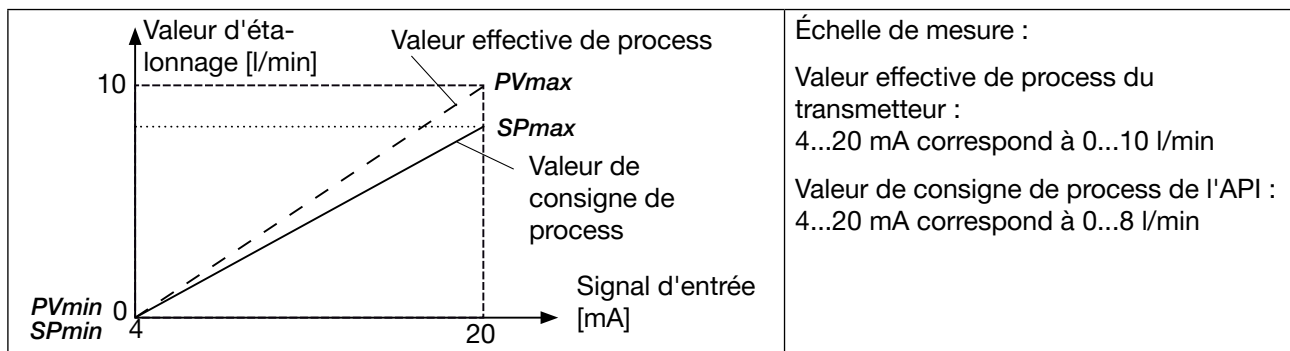 Valeur d'éta-
lonnage [l/min]
Valeur effective de process
10
PVmax
SPmax
Valeur de
consigne de
process
Signal d'entrée
[mA]
PVmin
SPmin
0
4
20
Échelle de mesure :
Valeur effective de process du
transmetteur :
4...20 mA correspond à 0...10 l/min
Valeur de consigne de process de l'API :
4...20 mA correspond à 0...8 l/min